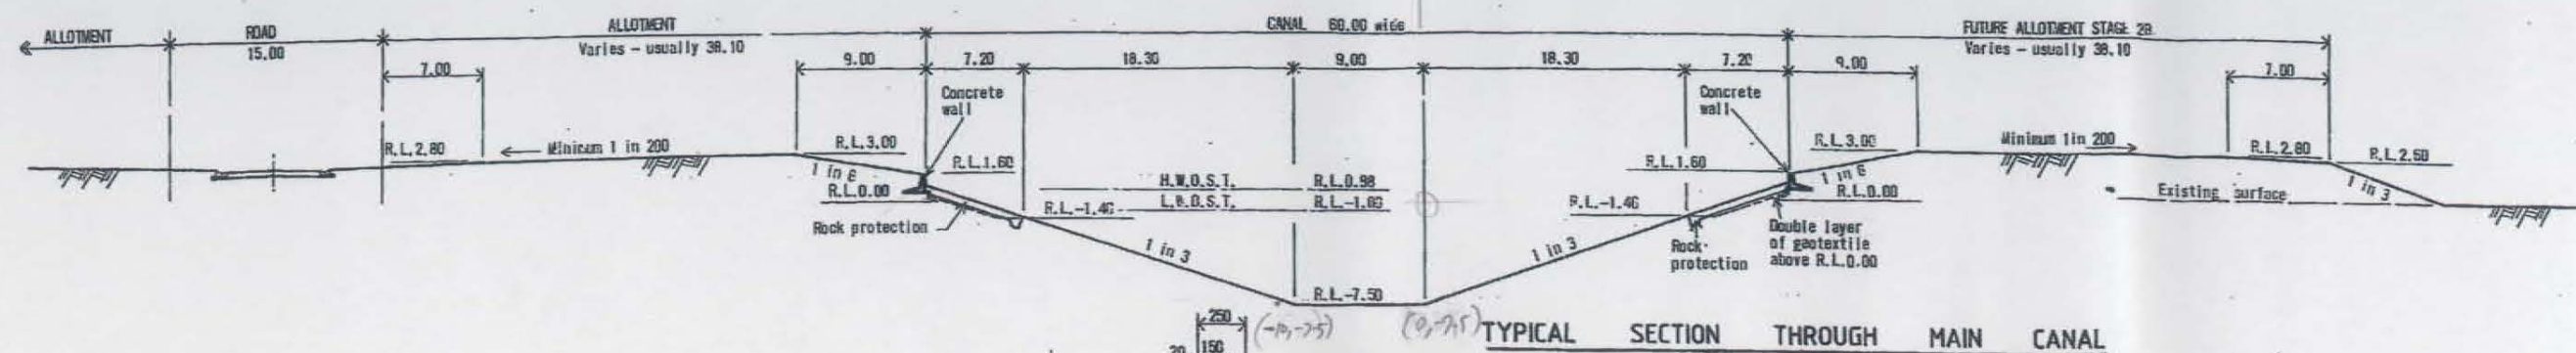 ALLOTMENT
ROAD
15.00
ALLOTMENT
Varies - usually 38.10
CANAL 60.00 wide
FUTURE ALLOTMENT STAGE 2B
Varies - usually 38.10
7.00
9.00
7.20
18.30
9.00
18.30
7.20
9.00
7.00
Concrete
wall
Concrete
wall
R.L.2.80
Minimum 1 in 200
R.L.3.00
1 in 6
R.L.1.60
R.L.0.00
Rock protection
R.L.-1.40
H.W.O.S.T.
R.L.0.98
L.W.O.S.T.
1 in 3
R.L.-7.50
1 in 3
R.L.-1.40
R.L.1.60
R.L.3.00
1 in 6
R.L.0.00
Rock
protection
Double layer
of geotextile
above R.L.0.00
Minimum 1in 200
R.L.2.80
R.L.2.50
1 in 3
Existing surface
(-10,-7.5)
(0,-7.5)
250
150
20
TYPICAL SECTION THROUGH MAIN CANAL